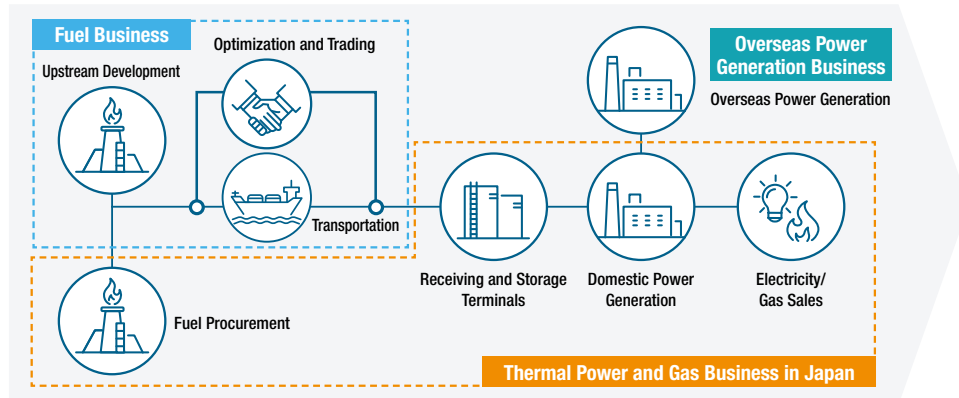 Fuel Business
Optimization and Trading
Upstream Development
Transportation
Fuel Procurement
Overseas Power
Generation Business
Overseas Power Generation
Receiving and Storage
Terminals
Domestic Power
Generation
Electricity/
Gas Sales
Thermal Power and Gas Business in Japan